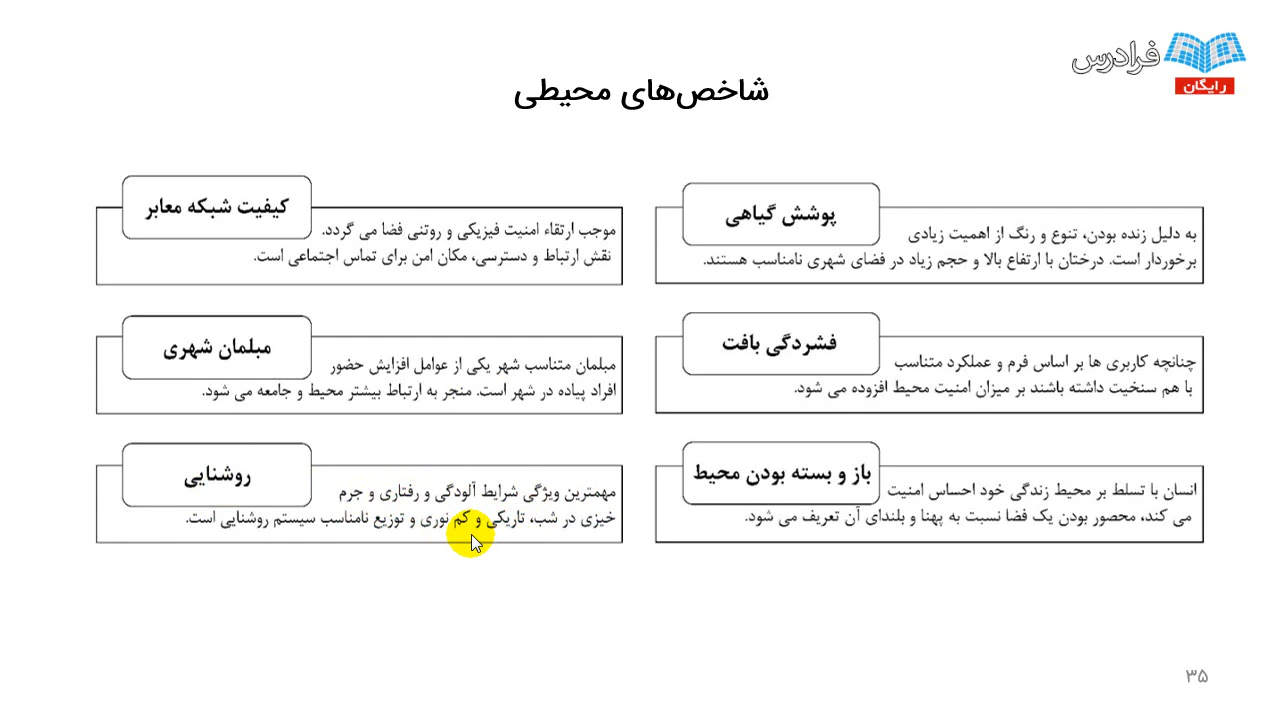 فرادرس
رایگان
شاخص‌های محیطی
پوشش گیاهی
به دلیل زنده بودن، تنوع و رنگ از اهمیت زیادی
برخوردار است. درختان با ارتفاع بالا و حجم زیاد در فضای شهری نامناسب هستند.
کیفیت شبکه معابر
موجب ارتقاء امنیت فیزیکی و روتنی فضا می گردد.
نقش ارتباط و دسترسی، مکان امن برای تماس اجتماعی است.
فشردگی بافت
چنانچه کاربری ها بر اساس فرم و عملکرد متناسب
با هم سنخیت داشته باشند بر میزان امنیت محیط افزوده می شود.
مبلمان شهری
مبلمان متناسب شهر یکی از عوامل افزایش حضور
افراد پیاده در شهر است. منجر به ارتباط بیشتر محیط و جامعه می شود.
باز و بسته بودن محیط
انسان با تسلط بر محیط زندگی خود احساس امنیت
می کند، محصور بودن یک فضا نسبت به پهنا و بلندای آن تعریف می شود.
روشنایی
مهمترین ویژگی شرایط آلودگی و رفتاری و جرم
خیزی در شب، تاریکی و کم نوری و توزیع نامناسب سیستم روشنایی است.
۳۵